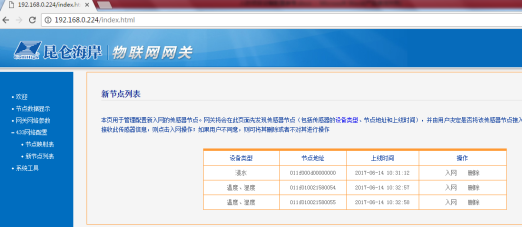 192.168.0.224/index.h
192.168.0.224/index.html
昆仑海岸
物联网网关
新节点列表
• 欢迎
• 节点数据显示
• 网关网络参数
- 433网络配置
• 节点映射表
• 新节点列表
• 系统工具
本页用于管理配置新入网的传感器节点：网关将会在此页面内发现传感器节点（包括传感器的设备类型、节点地址和上线时间），并由用户决定是否将该传感器节点接入
接收此传感器信息：则点击入网操作；如果用户不同意：则可将其删除或者不对其进行操作
设备类型 节点地址 上线时间 操作
温水 2017-06-14 10:31:12 入网 删除
温度、湿度 2017-06-14 10:32:57 入网 删除
温度、湿度 2017-06-14 10:32:58 入网 删除